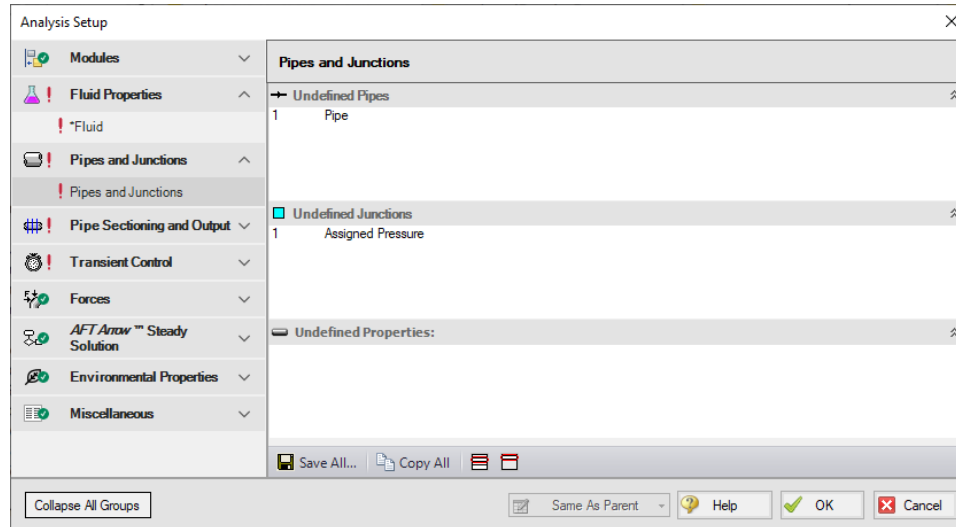 Analysis Setup
Modules
Fluid Properties
*Fluid
Pipes and Junctions
Pipes and Junctions
Pipe Sectioning and Output
Transient Control
Forces
AFT Arrow ™ Steady
Solution
Environmental Properties
Miscellaneous
Pipes and Junctions
Undefined Pipes
1 Pipe
Undefined Junctions
1 Assigned Pressure
Undefined Properties:
Save All... Copy All
Collapse All Groups
Same As Parent
Help
OK
Cancel